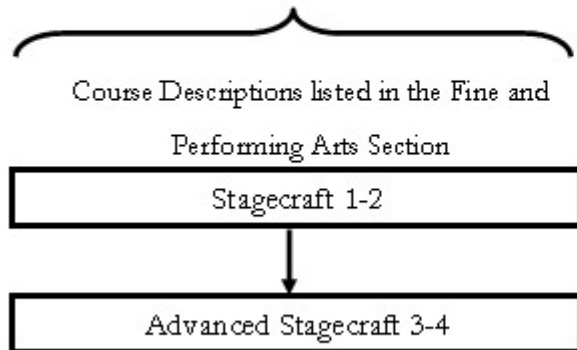 Course Descriptions listed in the Fine and
Performing Arts Section
Stagecraft 1-2
Advanced Stagecraft 3-4